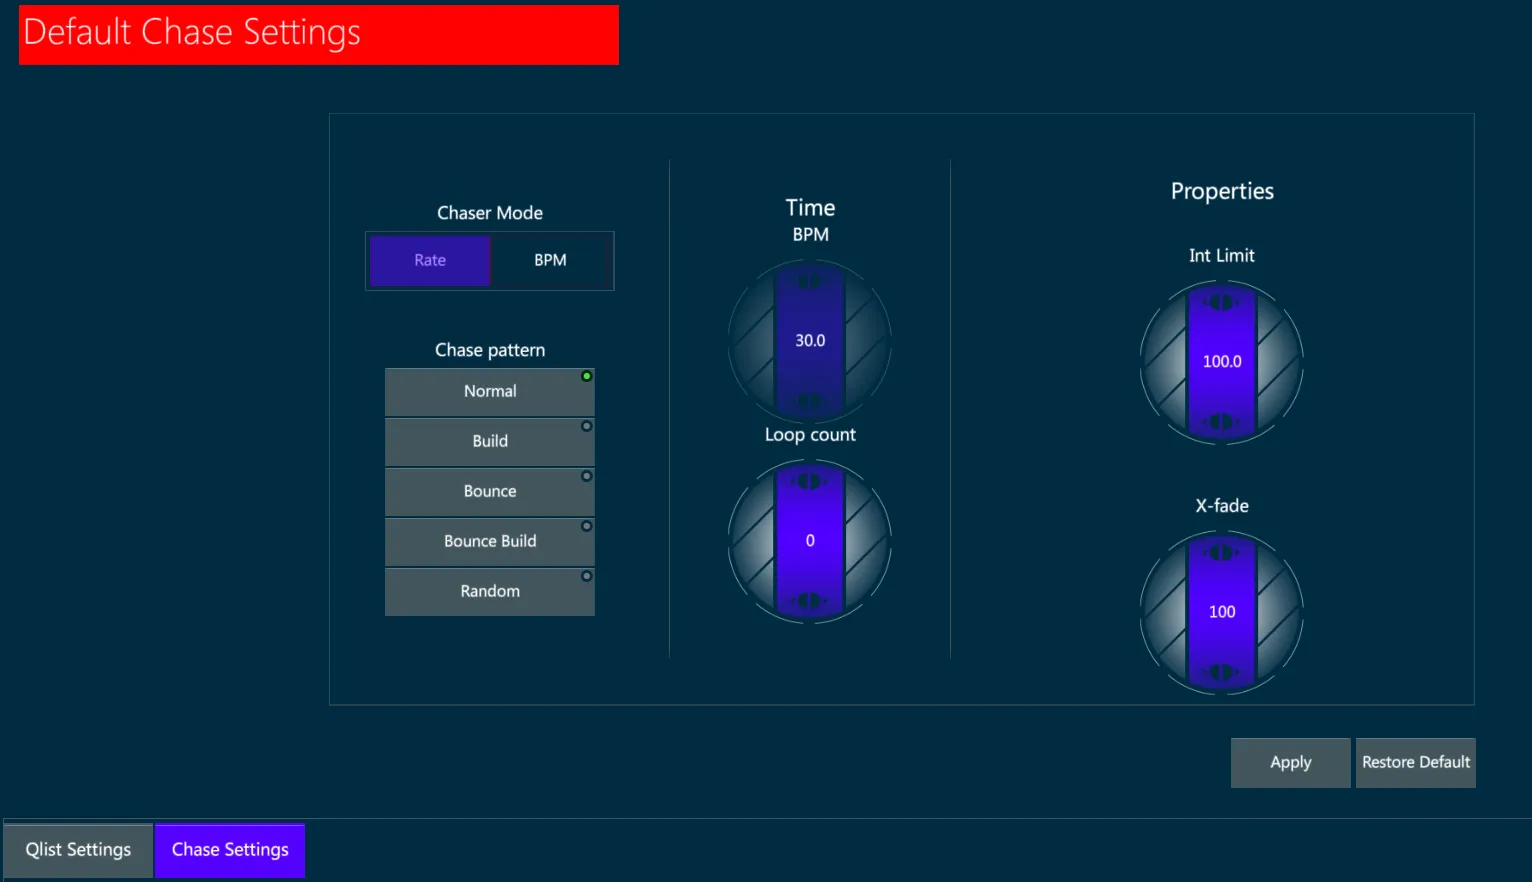 Default Chase Settings
Chaser Mode
Rate
BPM
Chase pattern
Normal
Build
Bounce
Bounce Build
Random
Time
BPM
30.0
Loop count
0
Properties
Int Limit
100.0
X-fade
100
Apply
Restore Default
Qlist Settings
Chase Settings